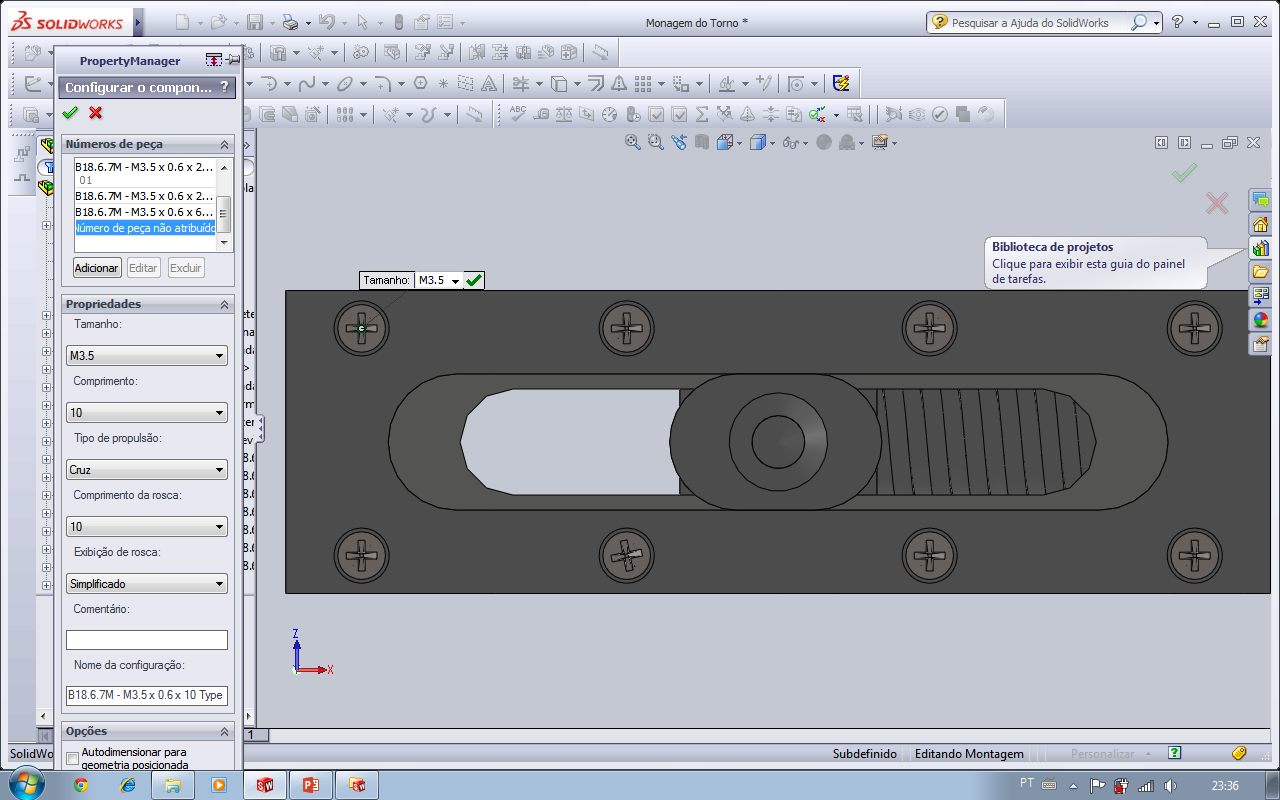 SOLIDWORKS
Monagem do Torno *
Pesquisar a Ajuda do SolidWorks
PropertyManager
Configurar o compon... ?
Números de peça
B18.6.7M - M3.5 x 0.6 x 2...
01
B18.6.7M - M3.5 x 0.6 x 2...
B18.6.7M - M3.5 x 0.6 x 6...
Número de peça não atribuído
Adicionar
Editar
Excluir
Propriedades
Tamanho:
M3.5
Comprimento:
10
Tipo de propulsão:
Cruz
Comprimento da rosca:
10
Exibição de rosca:
Simplificado
Comentário:
Nome da configuração:
B18.6.7M - M3.5 x 0.6 x 10 Type
Opções
Autodimensionar para
geometria posicionada
Tamanho: M3.5
Biblioteca de projetos
Clique para exibir esta guia do painel
de tarefas.
Z
X
1
SolidWo
Subdefinido
Editando Montagem
Personalizar
PT
23:36